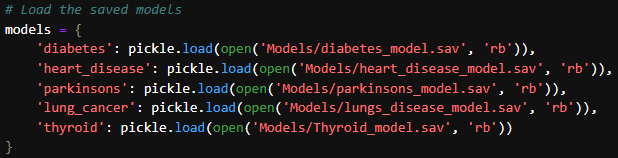 # Load the saved models
models = {
    'diabetes': pickle.load(open('Models/diabetes_model.sav', 'rb')),
    'heart_disease': pickle.load(open('Models/heart_disease_model.sav', 'rb')),
    'parkinsons': pickle.load(open('Models/parkinsons_model.sav', 'rb')),
    'lung_cancer': pickle.load(open('Models/lungs_disease_model.sav', 'rb')),
    'thyroid': pickle.load(open('Models/Thyroid_model.sav', 'rb'))
}